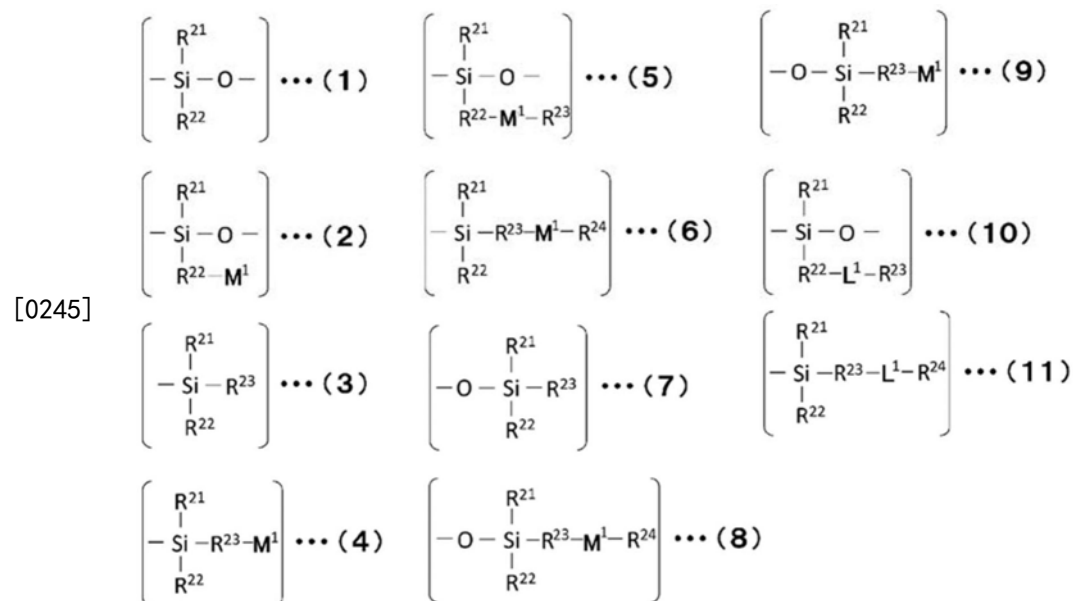 [0245]
R²¹
— Si — O — ••• (1)
R²²
R²¹
— Si — O — ••• (2)
R²² — M¹
R²¹
— Si — R²³ ••• (3)
R²²
R²¹
— Si — R²³ — M¹ ••• (4)
R²²
R²¹
— Si — O — ••• (5)
R²² — M¹ — R²³
R²¹
— Si — R²³ — M¹ — R²⁴ ••• (6)
R²²
R²¹
— O — Si — R²³ ••• (7)
R²²
R²¹
— O — Si — R²³ — M¹ — R²⁴ ••• (8)
R²²
R²¹
— O — Si — R²³ — M¹ ••• (9)
R²²
R²¹
— Si — O — ••• (10)
R²² — L¹ — R²³
R²¹
— Si — R²³ — L¹ — R²⁴ ••• (11)
R²²